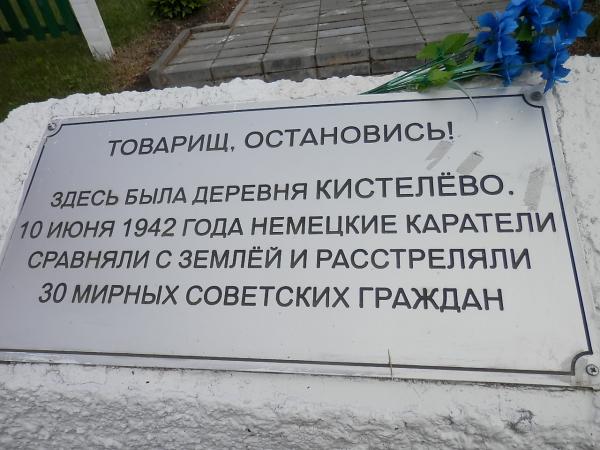 ТОВАРИЩ, ОСТАНОВИСЬ!
ЗДЕСЬ БЫЛА ДЕРЕВНЯ КИСТЕЛЁВО.
10 ИЮНЯ 1942 ГОДА НЕМЕЦКИЕ КАРАТЕЛИ
СРАВНЯЛИ С ЗЕМЛЁЙ И РАССТРЕЛЯЛИ
30 МИРНЫХ СОВЕТСКИХ ГРАЖДАН